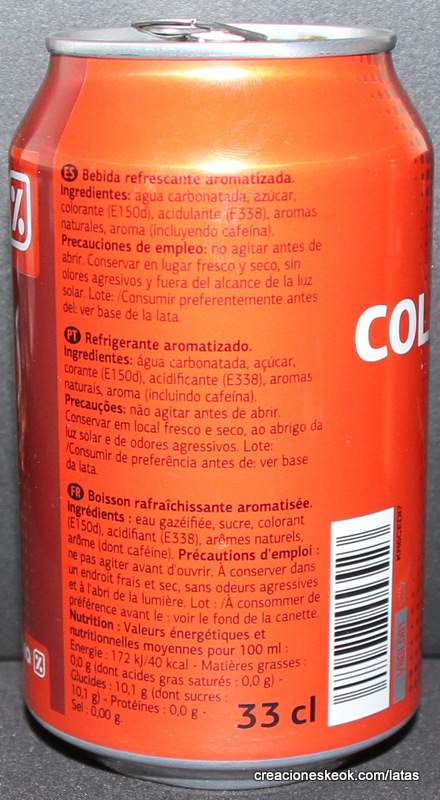 %
ES Bebida refrescante aromatizada.
Ingredientes: agua carbonatada, azúcar,
colorante (E150d), acidulante (E338), aromas
naturales, aroma (incluyendo cafeína).
Precauciones de empleo: no agitar antes de
abrir. Conservar en lugar fresco y seco, sin
olores agresivos y fuera del alcance de la luz
solar. Lote: /Consumir preferentemente antes
del: ver base de la lata.
COL
PT Refrigerante aromatizado.
Ingredientes: água carbonatada, açúcar,
corante (E150d), acidificante (E338), aromas
naturais, aroma (incluindo cafeína).
Precauções: não agitar antes de abrir.
Conservar em local fresco e seco, ao abrigo da
luz solar e de odores agressivos. Lote:
/Consumir de preferência antes de: ver base
da lata.
FR Boisson rafraîchissante aromatisée.
Ingrédients : eau gazéifiée, sucre, colorant
(E150d), acidifiant (E338), arômes naturels,
arôme (dont caféine). Précautions d'emploi :
ne pas agiter avant d'ouvrir. À conserver dans
un endroit frais et sec, sans odeurs agressives
et à l'abri de la lumière. Lot : /À consommer de
préférence avant le : voir le fond de la canette.
Nutrition : Valeurs énergétiques et
nutritionnelles moyennes pour 100 ml :
Energie : 172 kJ/40 kcal - Matières grasses :
0,0 g (dont acides gras saturés : 0,0 g) -
Glucides : 10,1 g (dont sucres :
10,1 g) - Protéines : 0,0 g -
Sel : 0,00 g.
33 cl
%
creacioneskeok.com/latas